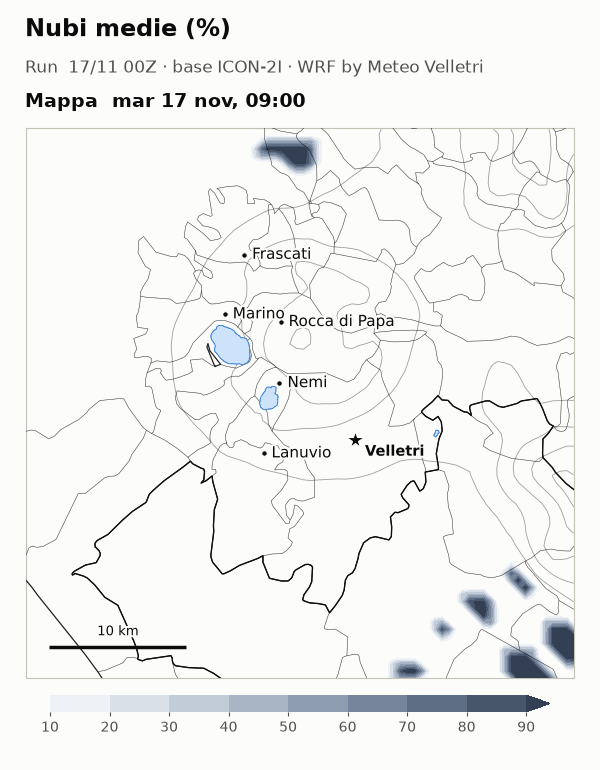 Nubi medie (%)
Run  17/11 00Z · base ICON-2I · WRF by Meteo Velletri
Mappa  mar 17 nov, 09:00
Frascati
Marino
Rocca di Papa
Nemi
Velletri
Lanuvio
10 km
10 20 30 40 50 60 70 80 90